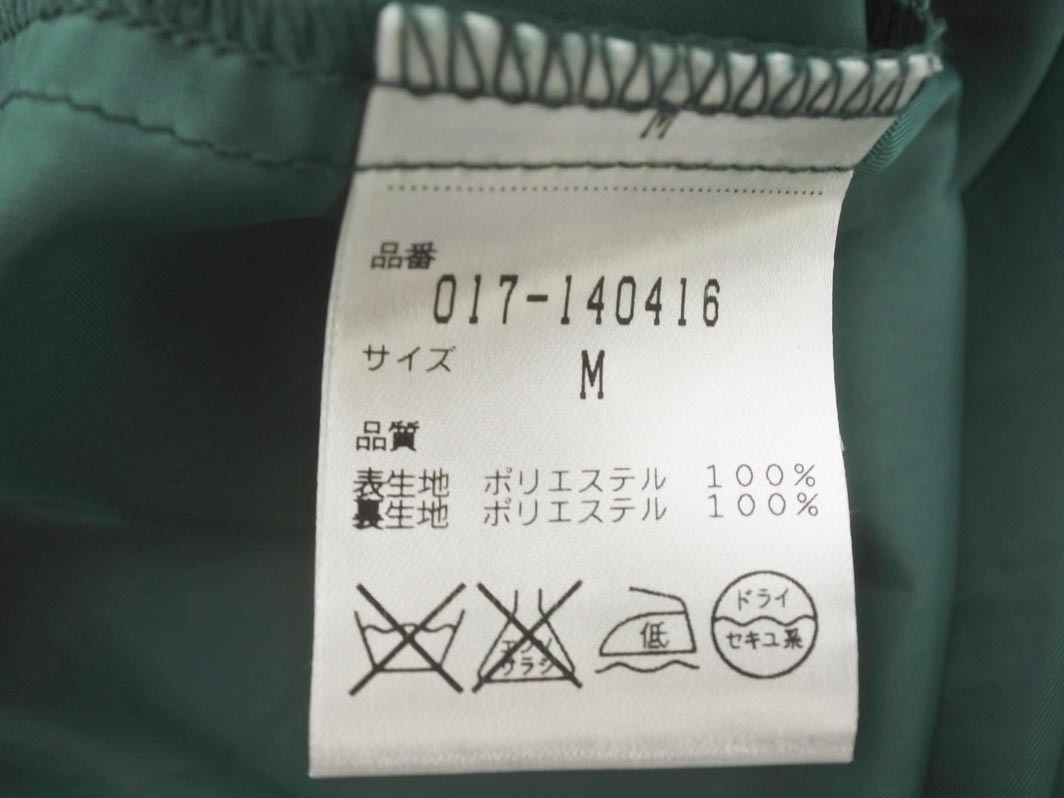 M
品番
017-140416
サイズ
M
品質
表生地 ポリエステル 100%
裏生地 ポリエステル 100%
エンソ
サラシ
低
ドライ
セキユ系